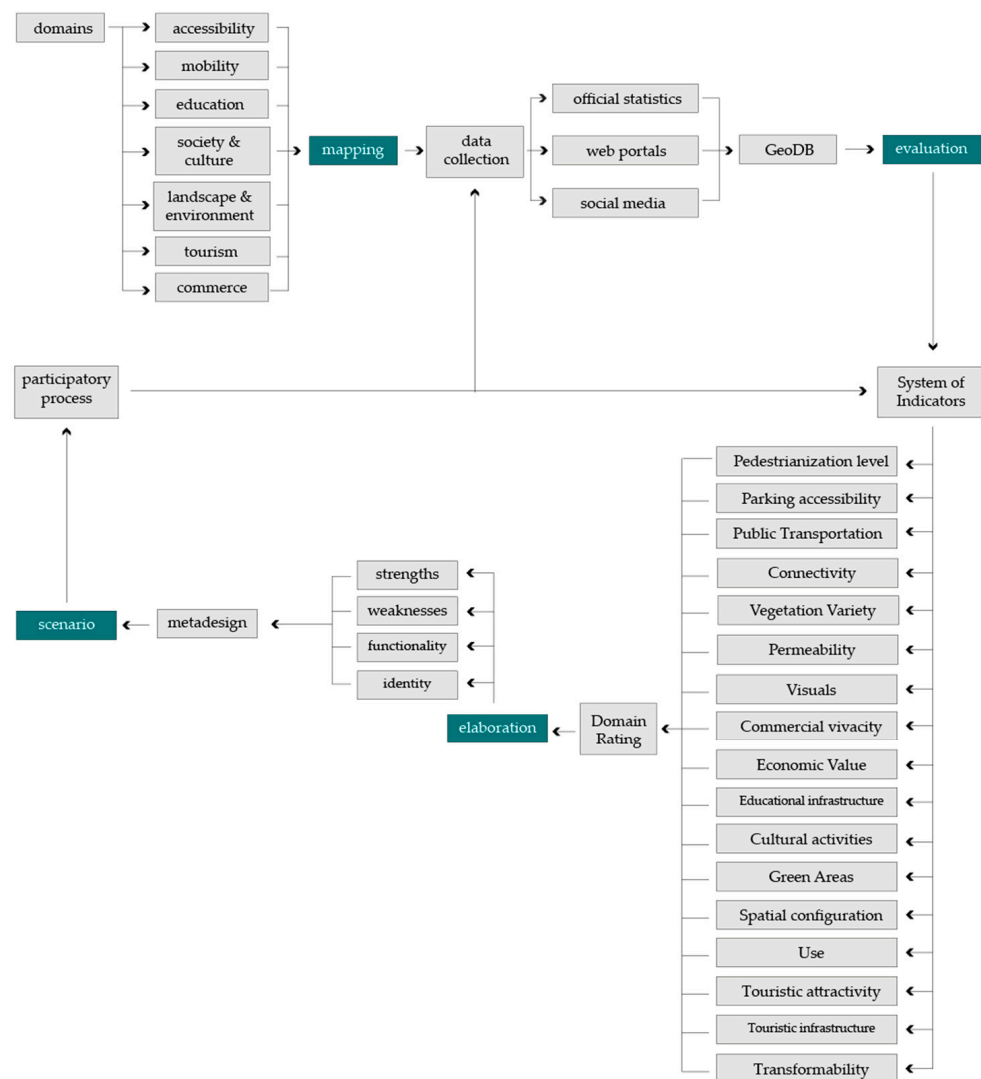 domains
accessibility
mobility
education
society &
culture
landscape &
environment
tourism
commerce
mapping
data
collection
official statistics
web portals
social media
GeoDB
evaluation
participatory
process
System of
Indicators
Pedestrianization level
Parking accessibility
Public Transportation
Connectivity
Vegetation Variety
Permeability
Visuals
Commercial vivacity
Economic Value
Educational infrastructure
Cultural activities
Green Areas
Spatial configuration
Use
Touristic attractivity
Touristic infrastructure
Transformability
Domain
Rating
elaboration
strengths
weaknesses
functionality
identity
metadesign
scenario